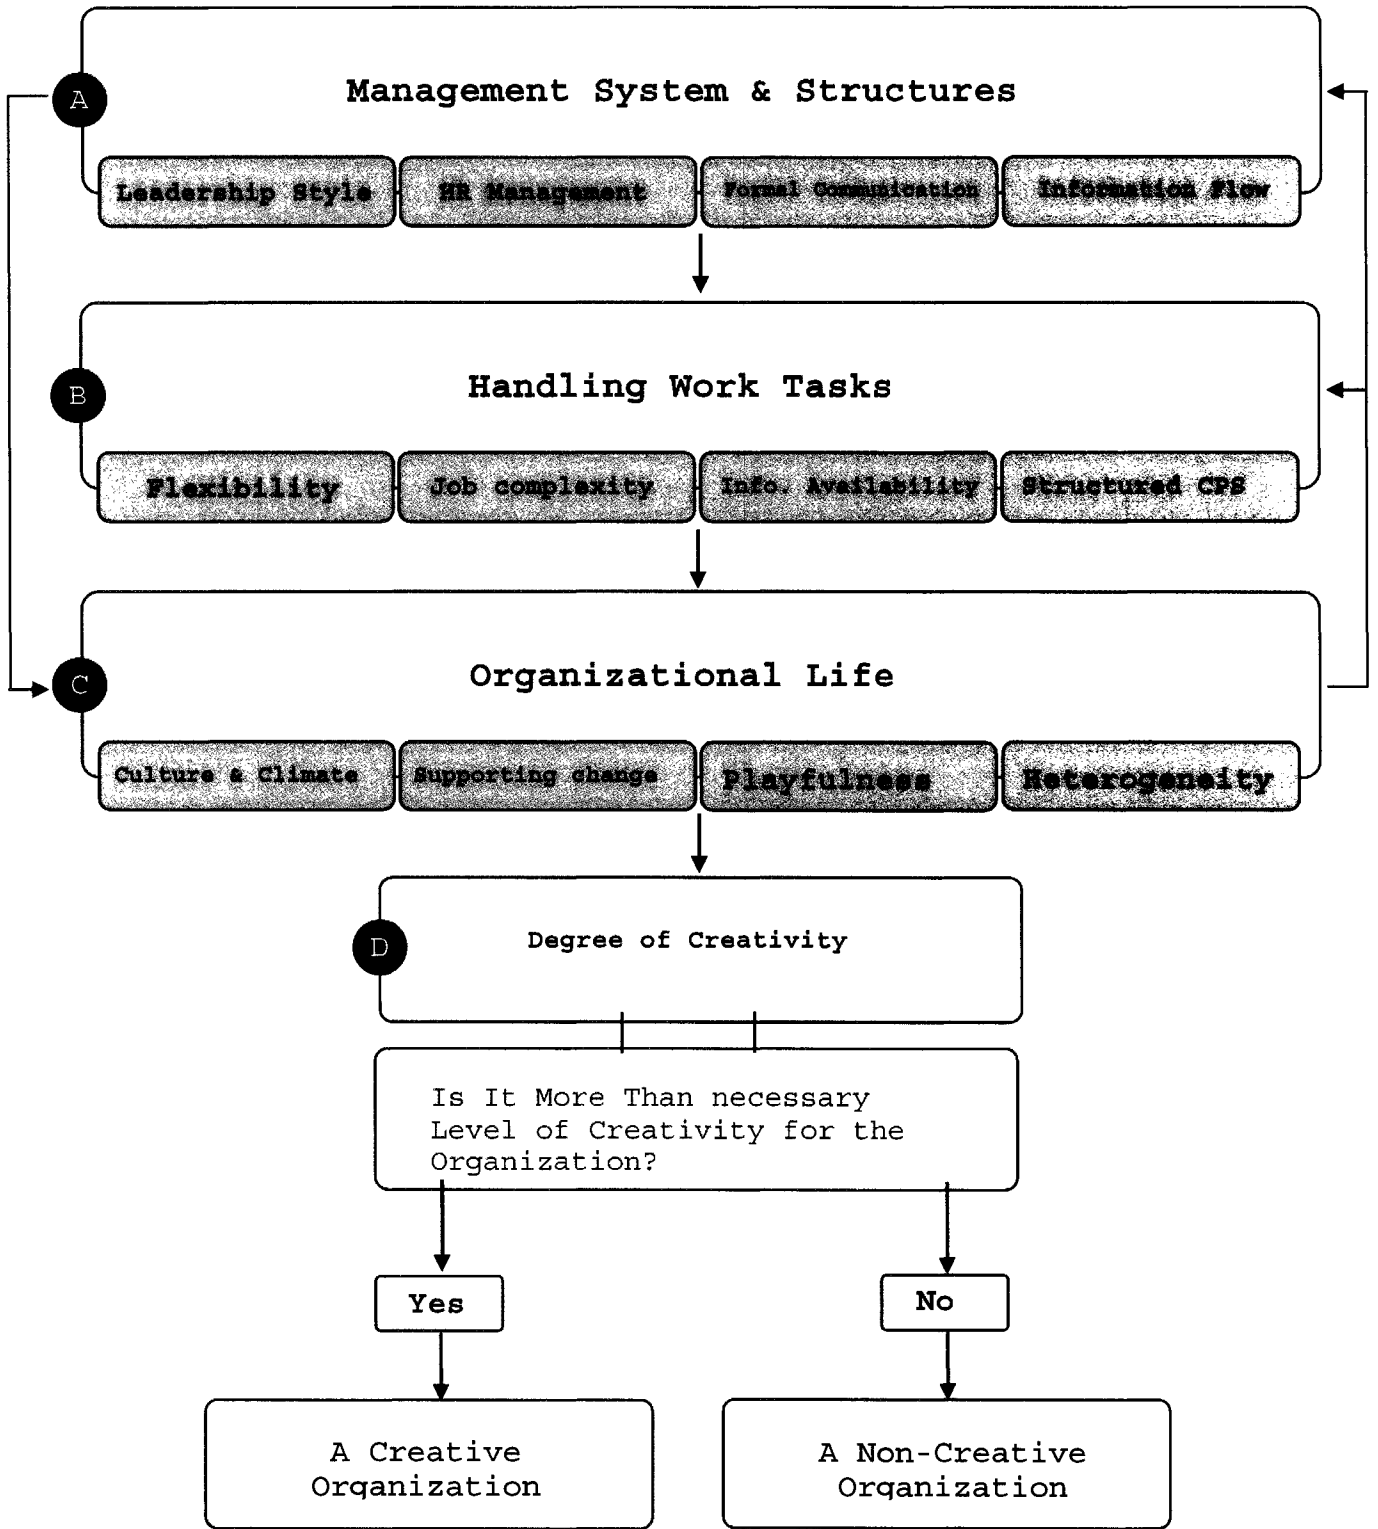 A
Management System & Structures
Leadership Style
HR Management
Formal Communication
Information Flow
B
Handling Work Tasks
Flexibility
Job complexity
Info. Availability
Structured CPS
C
Organizational Life
Culture & Climate
Supporting change
Playfulness
Heterogeneity
D
Degree of Creativity
Is It More Than necessary
Level of Creativity for the
Organization?
Yes
No
A Creative
Organization
A Non-Creative
Organization